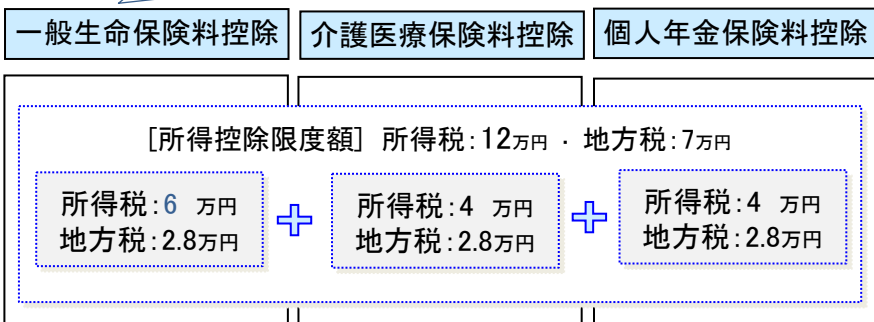 一般生命保険料控除
介護医療保険料控除
個人年金保険料控除
[所得控除限度額] 所得税:12万円 ・ 地方税:7万円
所得税:6 万円
地方税:2.8万円
+
所得税:4 万円
地方税:2.8万円
+
所得税:4 万円
地方税:2.8万円